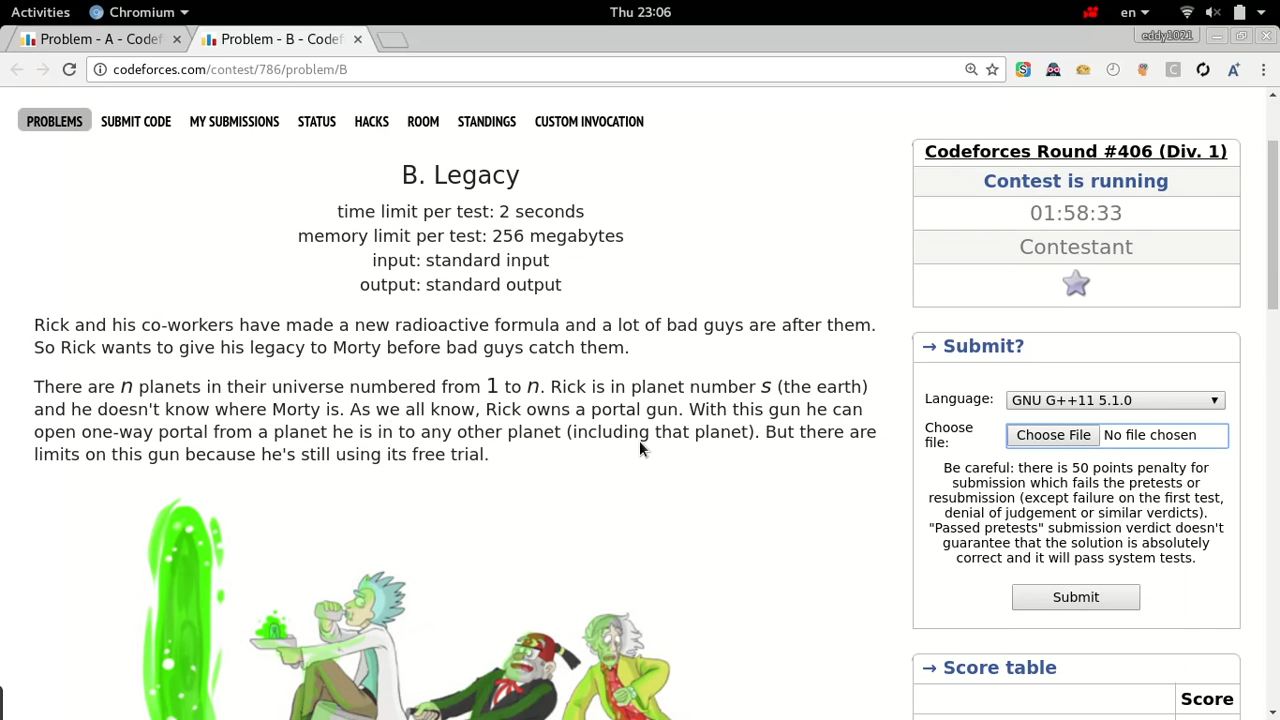 Activities Chromium Thu 23:06 en
Problem - A - Codef × Problem - B - Codef × eddy1021
codeforces.com/contest/786/problem/B
PROBLEMS SUBMIT CODE MY SUBMISSIONS STATUS HACKS ROOM STANDINGS CUSTOM INVOCATION
B. Legacy
time limit per test: 2 seconds
memory limit per test: 256 megabytes
input: standard input
output: standard output
Rick and his co-workers have made a new radioactive formula and a lot of bad guys are after them.
So Rick wants to give his legacy to Morty before bad guys catch them.
There are n planets in their universe numbered from 1 to n. Rick is in planet number s (the earth)
and he doesn't know where Morty is. As we all know, Rick owns a portal gun. With this gun he can
open one-way portal from a planet he is in to any other planet (including that planet). But there are
limits on this gun because he's still using its free trial.
Codeforces Round #406 (Div. 1)
Contest is running
01:58:33
Contestant
→ Submit?
Language: GNU G++11 5.1.0
Choose
file: Choose File No file chosen
Be careful: there is 50 points penalty for
submission which fails the pretests or
resubmission (except failure on the first test,
denial of judgement or similar verdicts).
"Passed pretests" submission verdict doesn't
guarantee that the solution is absolutely
correct and it will pass system tests.
Submit
→ Score table
Score